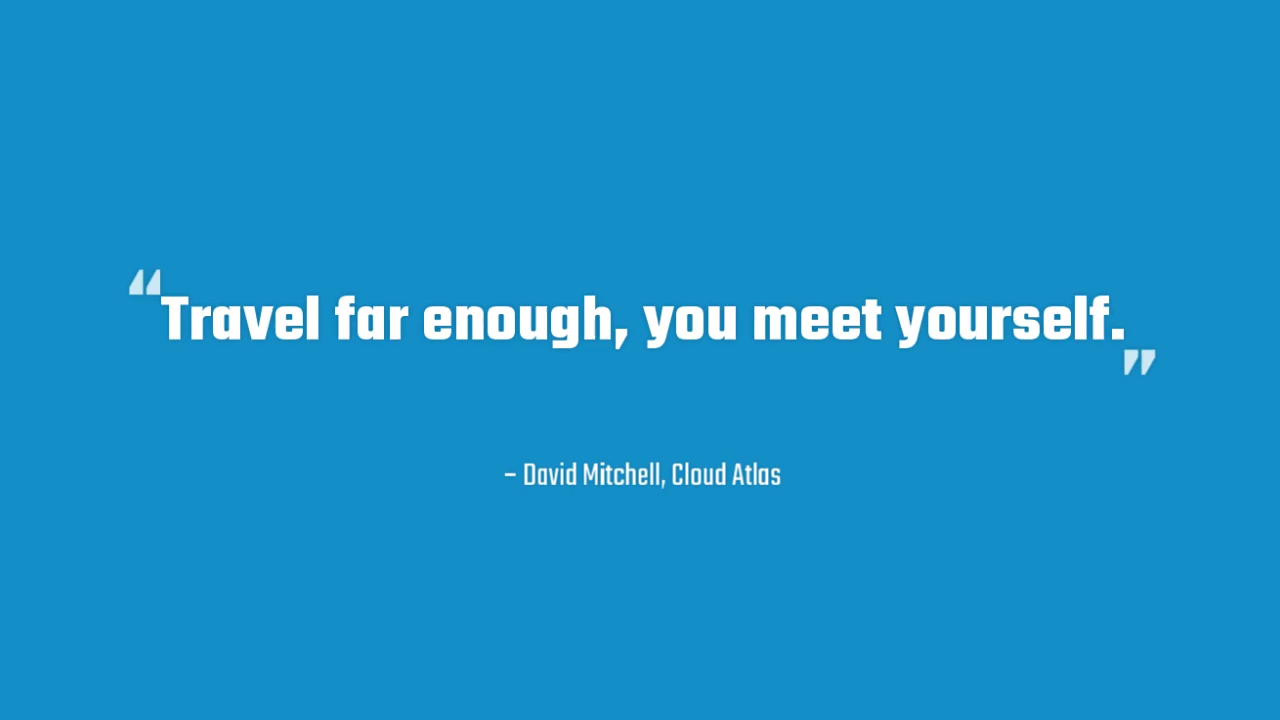 “Travel far enough, you meet yourself.”
– David Mitchell, Cloud Atlas